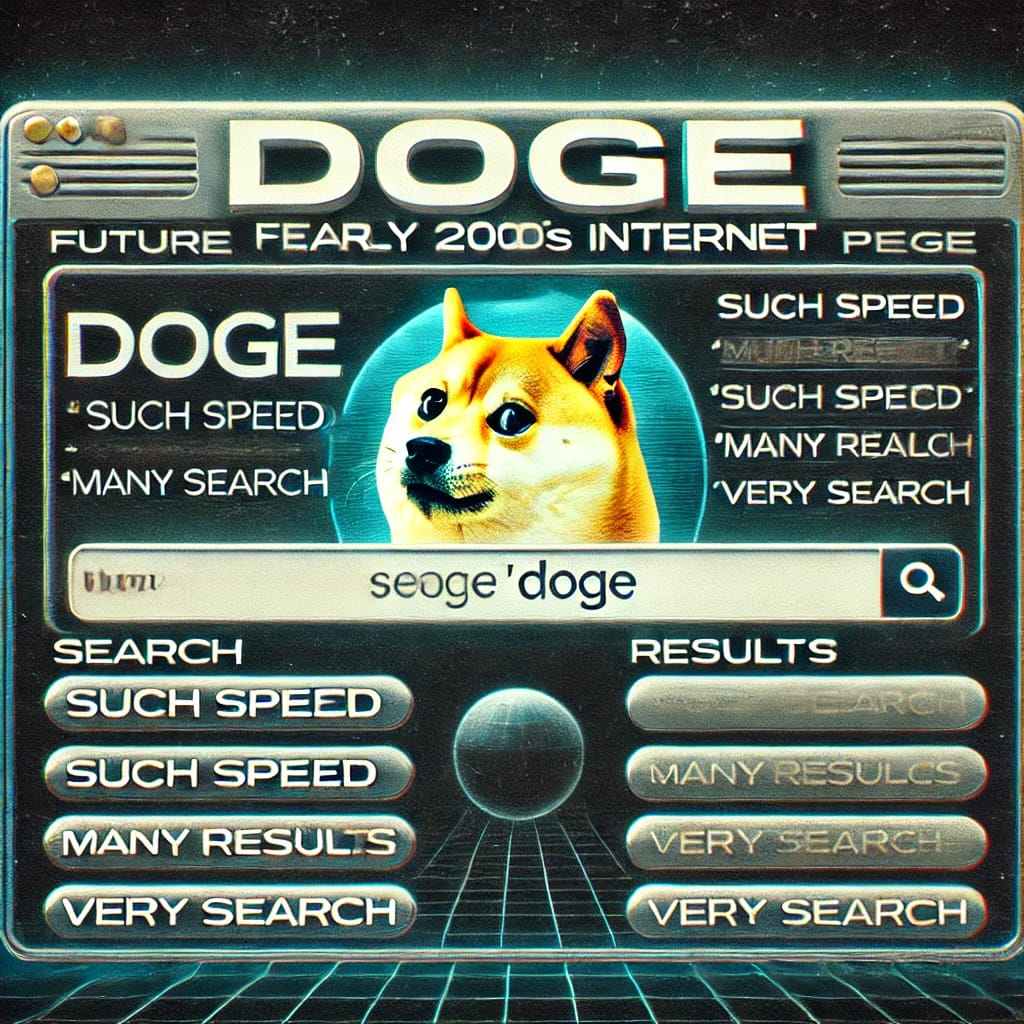 DOGE
FUTURE FEARLY 2000's INTERNET PEGE
DOGE
"SUCH SPEED
"MANY SEARCH
SUCH SPEED
"SUCH SPECD"
"MANY REALCH
"VERY SEARCH
seoge 'doge
SEARCH
SUCH SPEED
SUCH SPEED
MANY RESULTS
VERY SEARCH
RESULTS
SEARCH
MANY RESULCS
VERY SEARCH
VERY SEARCH